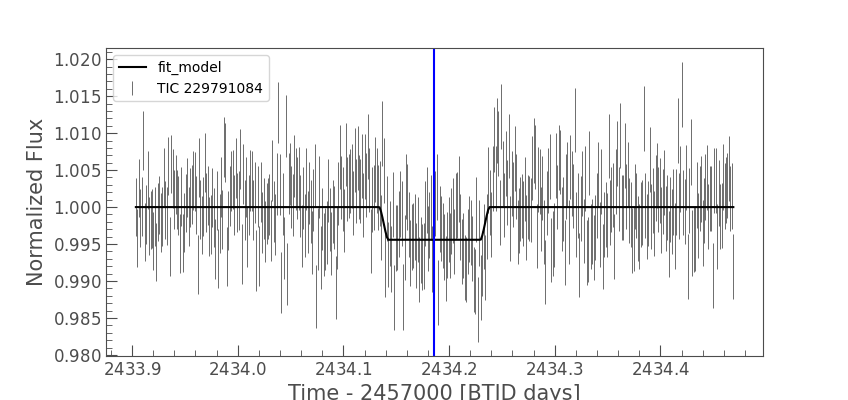 1.020
1.015
1.010
1.005
1.000
0.995
0.990
0.985
0.980
Normalized Flux
fit_model
TIC 229791084
2433.9 2434.0 2434.1 2434.2 2434.3 2434.4
Time - 2457000 [BTJD days]